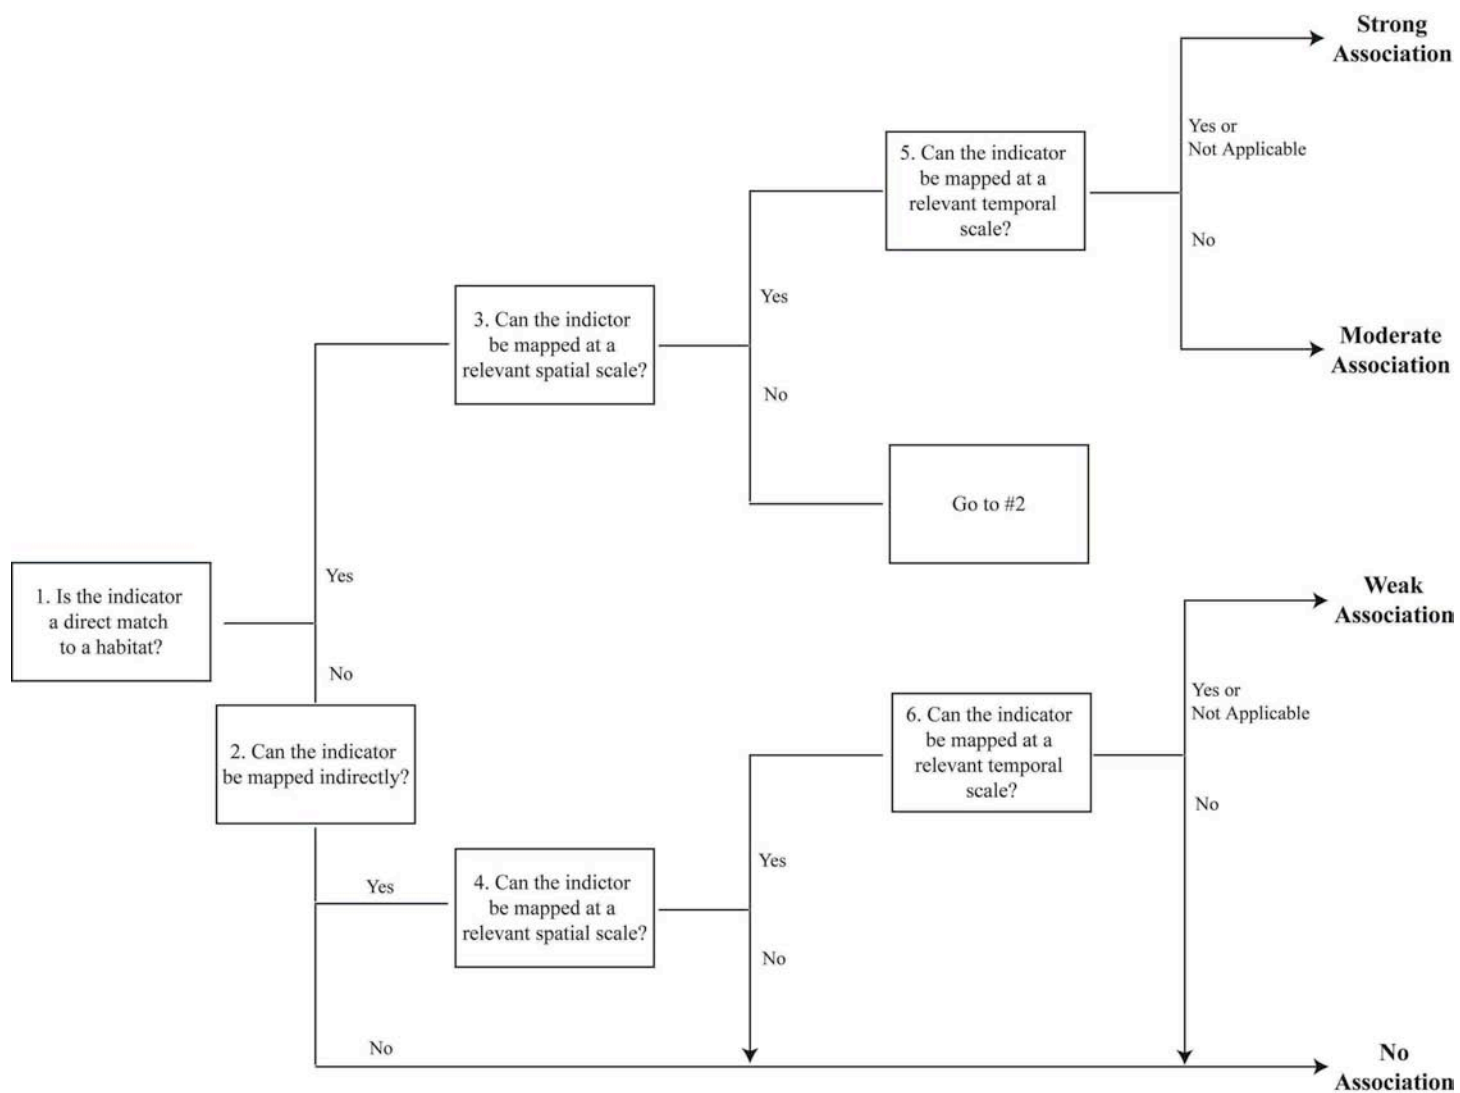 Strong
Association
Yes or
Not Applicable
5. Can the indicator
be mapped at a
relevant temporal
scale?
No
Yes
3. Can the indictor
be mapped at a
relevant spatial scale?
Moderate
Association
No
Go to #2
Yes
1. Is the indicator
a direct match
to a habitat?
Weak
Association
No
Yes or
Not Applicable
6. Can the indicator
be mapped at a
relevant temporal
scale?
2. Can the indicator
be mapped indirectly?
No
Yes
Yes
4. Can the indictor
be mapped at a
relevant spatial scale?
No
No
No
Association